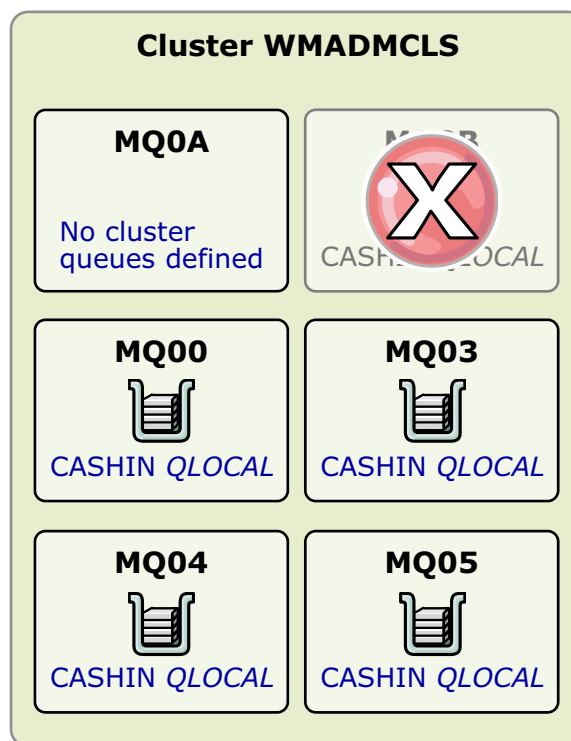 Cluster WMADMCLS
MQ0A
No cluster
queues defined
QLOCAL
X
MQ00
MQ03
CASHIN QLOCAL
CASHIN QLOCAL
MQ04
MQ05
CASHIN QLOCAL
CASHIN QLOCAL